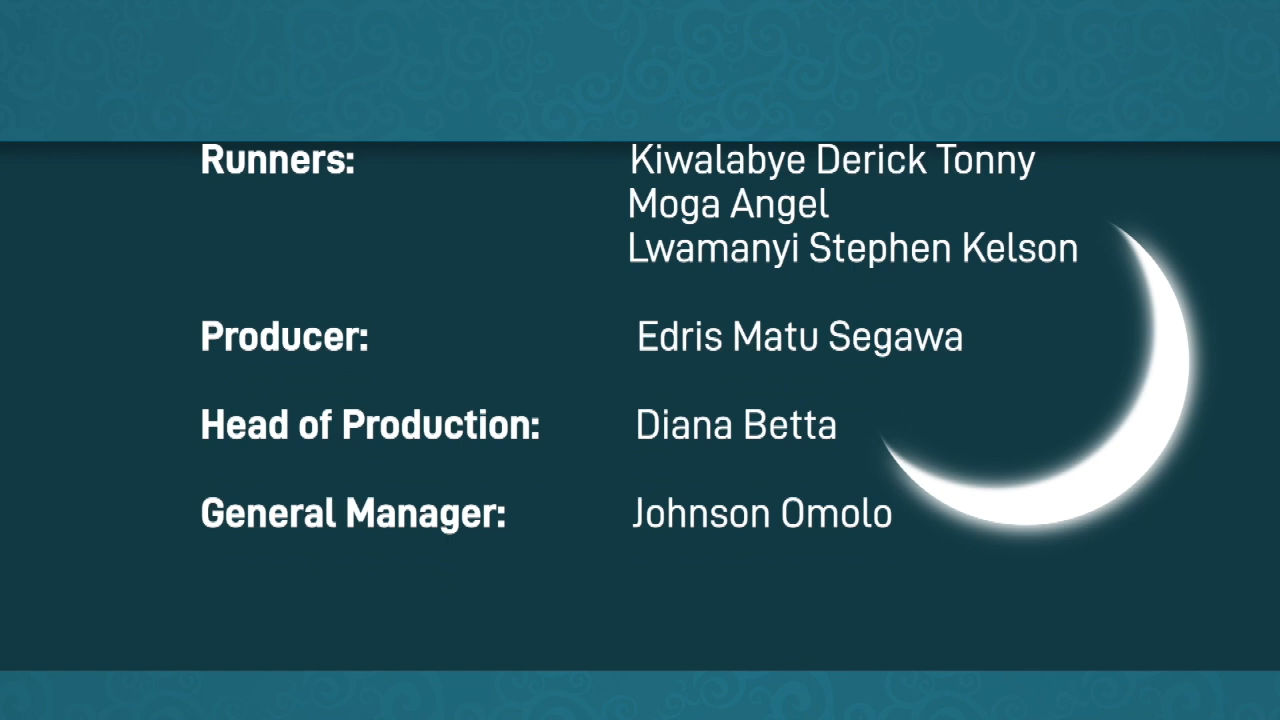 Runners: Kiwalabye Derick Tonny
Moga Angel
Lwamanyi Stephen Kelson
Producer: Edris Matu Segawa
Head of Production: Diana Betta
General Manager: Johnson Omolo